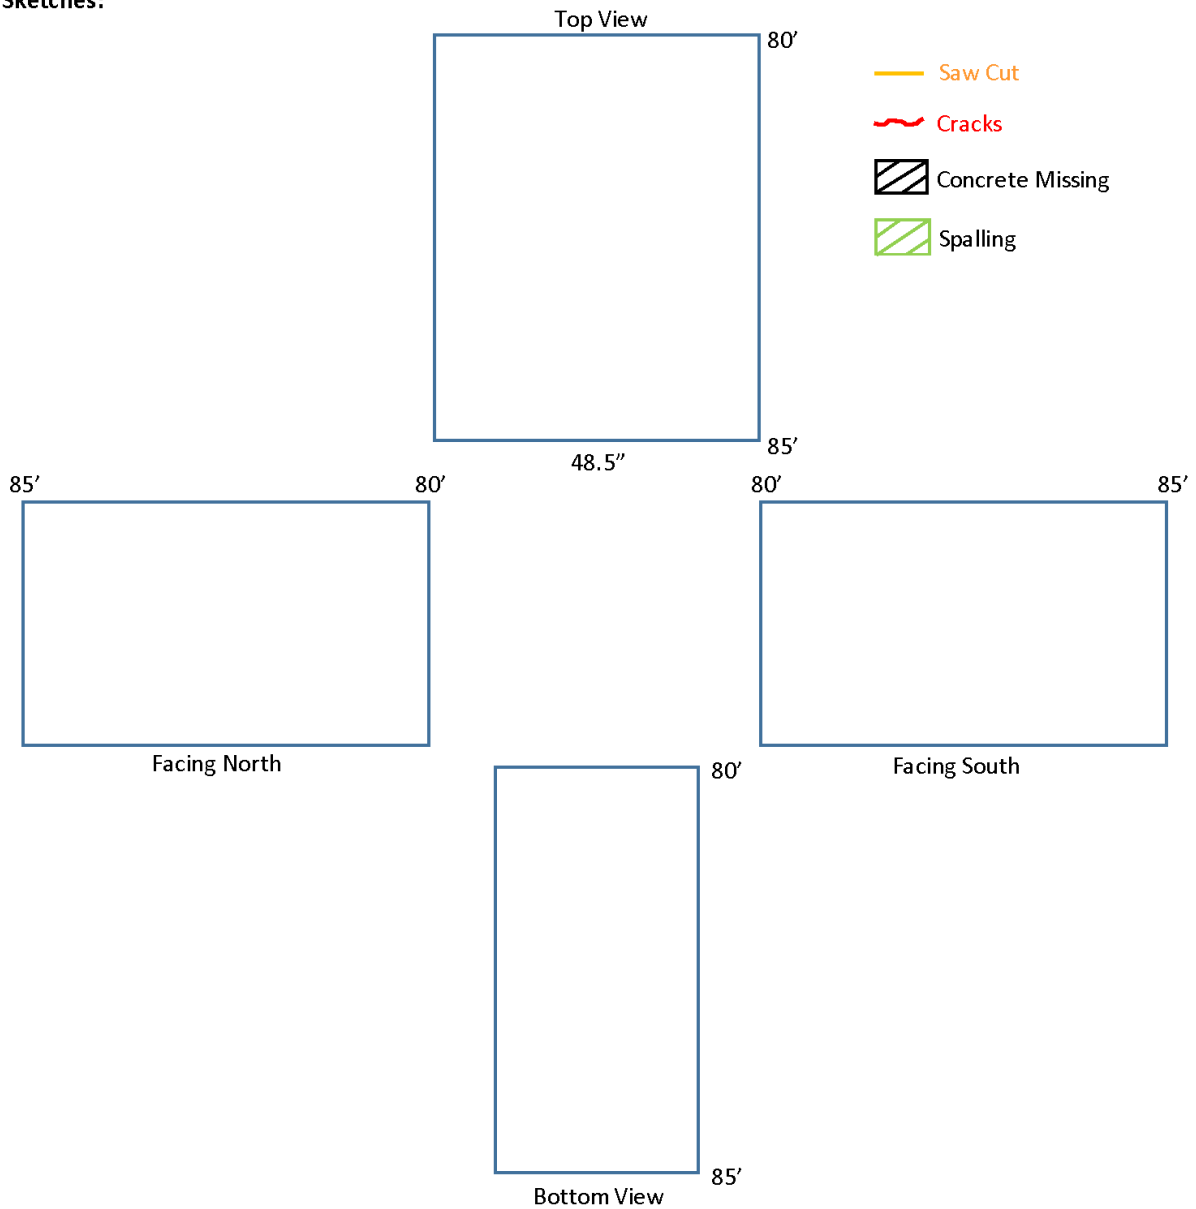 Sketches:
Top View
80’
Saw Cut
Cracks
Concrete Missing
Spalling
85’
48.5”
85’
80’
80’
85’
Facing North
Facing South
80’
85’
Bottom View